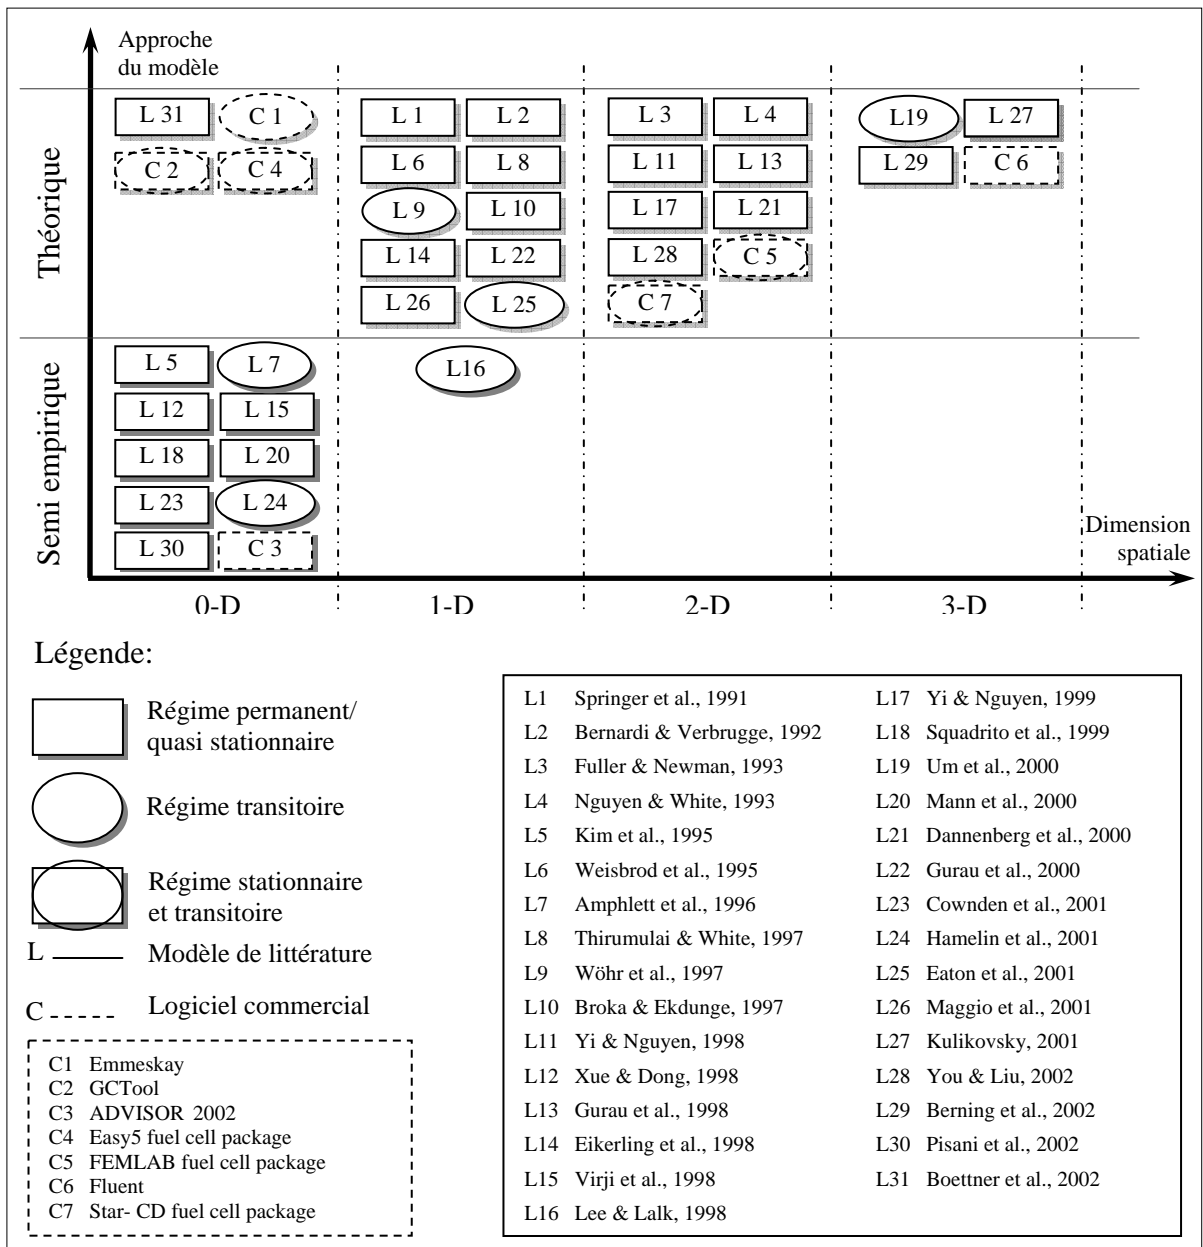 Approche
du modèle
Théorique
L 31 C 1 L 1 L 2 L 3 L 4 L19 L 27
C 2 C 4 L 6 L 8 L 11 L 13 L 29 C 6
L 9 L 10 L 17 L 21
L 14 L 22 L 28 C 5
L 26 L 25 C 7
Semi empirique
L 5 L 7 L16
L 12 L 15
L 18 L 20
L 23 L 24
L 30 C 3
Dimension
spatiale
0-D 1-D 2-D 3-D
Légende:
Régime permanent/
quasi stationnaire
Régime transitoire
Régime stationnaire
et transitoire
L Modèle de littérature
C ----- Logiciel commercial
C1 Emmeskay
C2 GCTool
C3 ADVISOR 2002
C4 Easy5 fuel cell package
C5 FEMLAB fuel cell package
C6 Fluent
C7 Star- CD fuel cell package
L1 Springer et al., 1991
L2 Bernardi & Verbrugge, 1992
L3 Fuller & Newman, 1993
L4 Nguyen & White, 1993
L5 Kim et al., 1995
L6 Weisbrod et al., 1995
L7 Amphlett et al., 1996
L8 Thirumulai & White, 1997
L9 Wöhr et al., 1997
L10 Broka & Ekdunge, 1997
L11 Yi & Nguyen, 1998
L12 Xue & Dong, 1998
L13 Gurau et al., 1998
L14 Eikerling et al., 1998
L15 Virji et al., 1998
L16 Lee & Lalk, 1998
L17 Yi & Nguyen, 1999
L18 Squadrito et al., 1999
L19 Um et al., 2000
L20 Mann et al., 2000
L21 Dannenberg et al., 2000
L22 Gurau et al., 2000
L23 Cownden et al., 2001
L24 Hamelin et al., 2001
L25 Eaton et al., 2001
L26 Maggio et al., 2001
L27 Kulikovsky, 2001
L28 You & Liu, 2002
L29 Berning et al., 2002
L30 Pisani et al., 2002
L31 Boettner et al., 2002